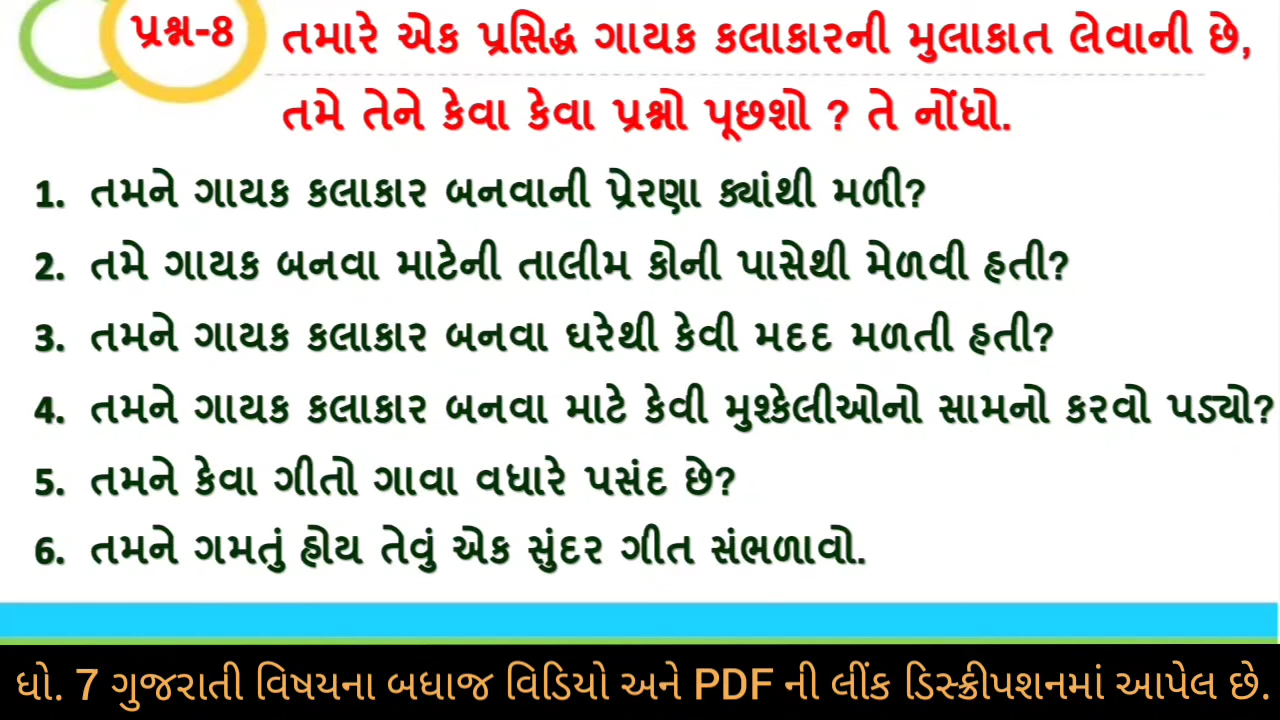 પ્રશ્ન-8 તમારે એક પ્રસિદ્ધ ગાયક કલાકારની મુલાકાત લેવાની છે,
તમે તેને કેવા કેવા પ્રશ્નો પૂછશો ? તે નોંધો.
1. તમને ગાયક કલાકાર બનવાની પ્રેરણા ક્યાંથી મળી?
2. તમે ગાયક બનવા માટેની તાલીમ કોની પાસેથી મેળવી હતી?
3. તમને ગાયક કલાકાર બનવા ઘરેથી કેવી મદદ મળતી હતી?
4. તમને ગાયક કલાકાર બનવા માટે કેવી મુશ્કેલીઓનો સામનો કરવો પડ્યો?
5. તમને કેવા ગીતો ગાવા વધારે પસંદ છે?
6. તમને ગમતું હોય તેવું એક સુંદર ગીત સંભળાવો.
ધો. 7 ગુજરાતી વિષયના બધાજ વિડિયો અને PDF ની લીંક ડિસ્ક્રીપશનમાં આપેલ છે.